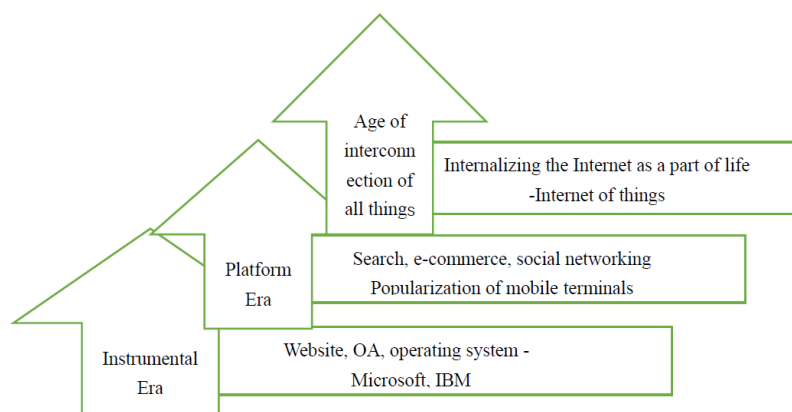 Age of
interconn
ection of
all things
Internalizing the Internet as a part of life
-Internet of things
Platform
Era
Search, e-commerce, social networking
Popularization of mobile terminals
Instrumental
Era
Website, OA, operating system -
Microsoft, IBM